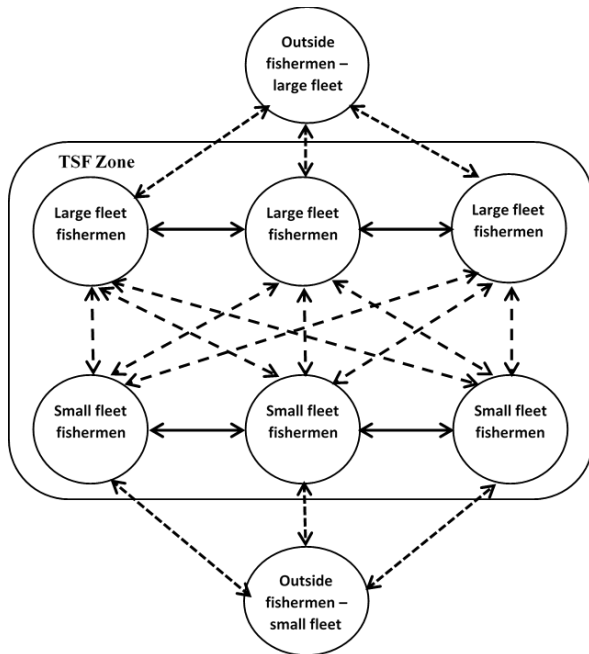 Outside
fishermen –
large fleet
TSF Zone
Large fleet
fishermen
Large fleet
fishermen
Large fleet
fishermen
Small fleet
fishermen
Small fleet
fishermen
Small fleet
fishermen
Outside
fishermen –
small fleet